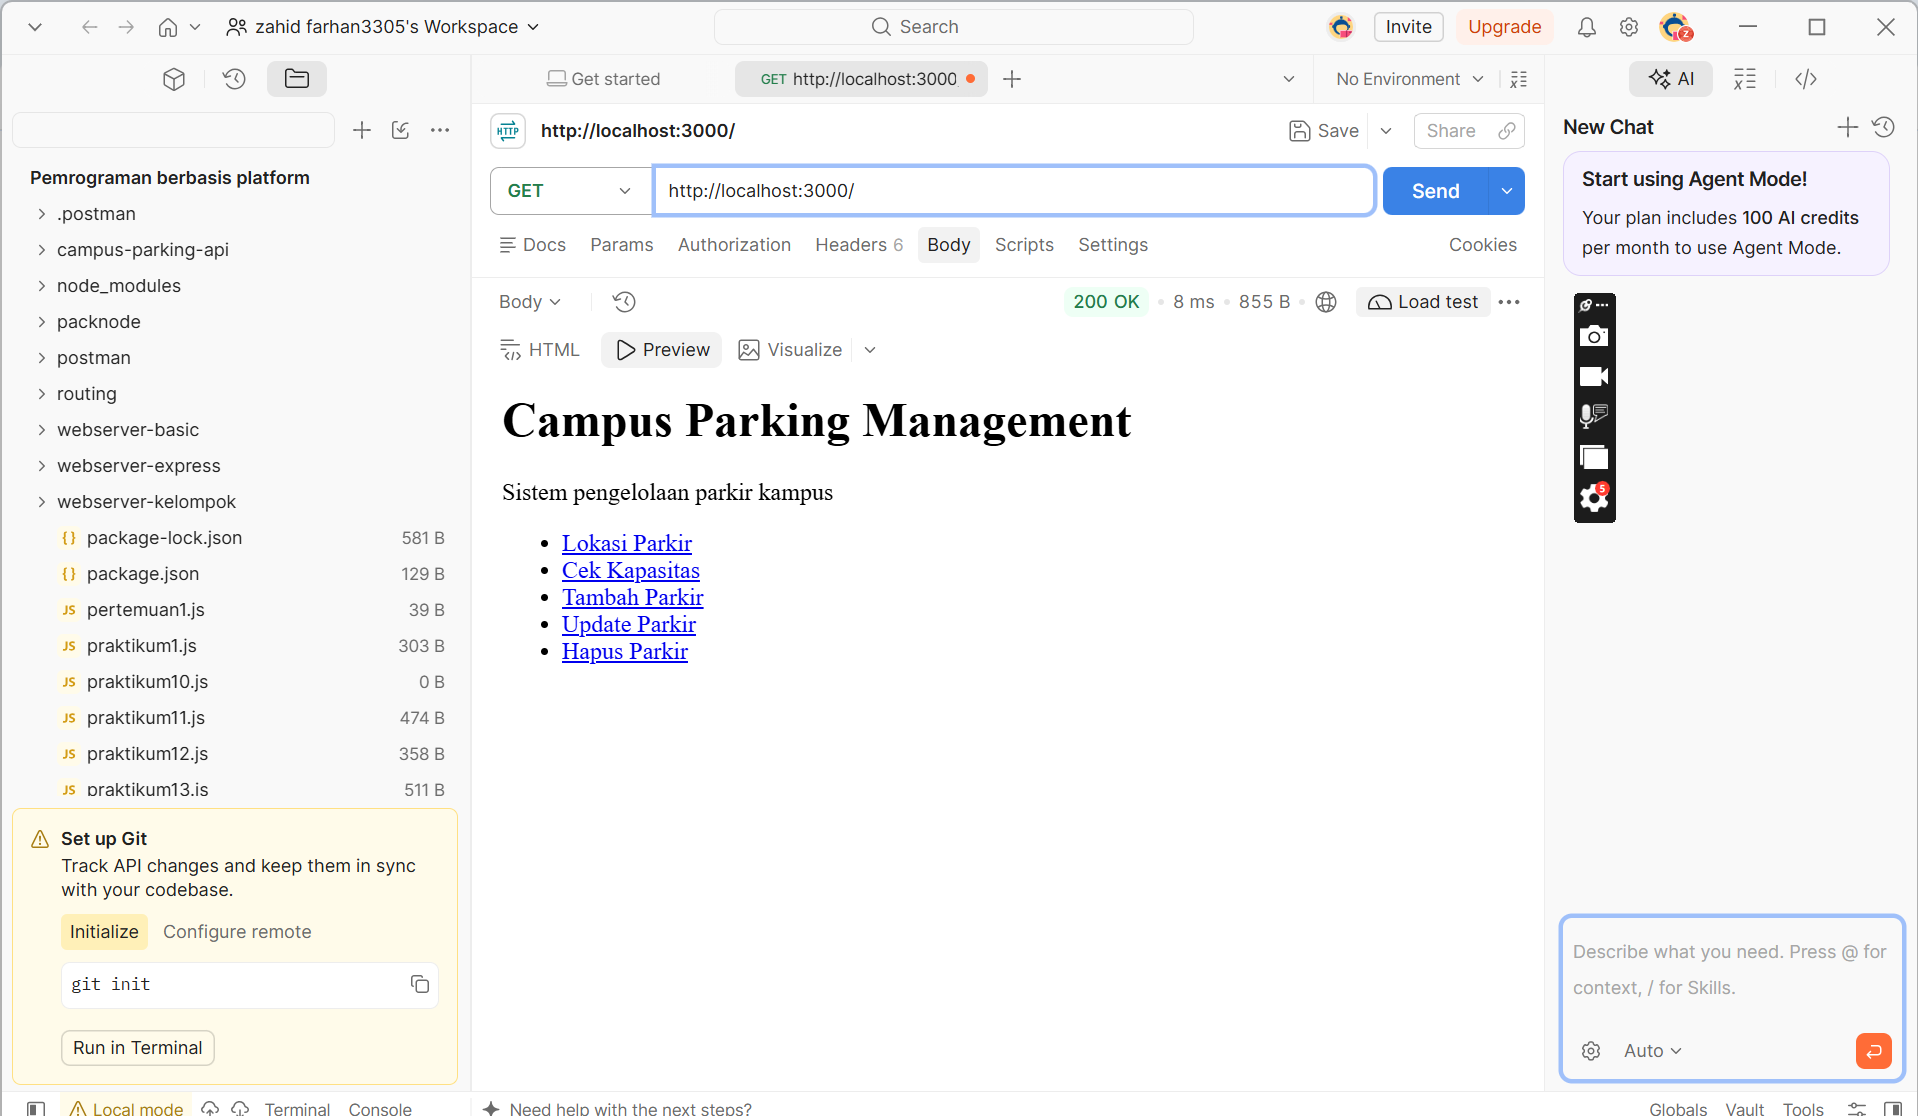 zahid farhan3305's Workspace
Search
Invite
Upgrade
Z
Get started
GET http://localhost:3000
No Environment
AI
HTTP
http://localhost:3000/
Save
Share
New Chat
Pemrograman berbasis platform
.postman
campus-parking-api
node_modules
packnode
postman
routing
webserver-basic
webserver-express
webserver-kelompok
{} package-lock.json 581 B
{} package.json 129 B
JS pertemuan1.js 39 B
JS praktikum1.js 303 B
JS praktikum10.js 0 B
JS praktikum11.js 474 B
JS praktikum12.js 358 B
JS praktikum13.js 511 B
Set up Git
Track API changes and keep them in sync
with your codebase.
Initialize
Configure remote
git init
Run in Terminal
GET
http://localhost:3000/
Send
Docs
Params
Authorization
Headers 6
Body
Scripts
Settings
Cookies
Body
200 OK
8 ms
855 B
Load test
HTML
Preview
Visualize
Campus Parking Management
Sistem pengelolaan parkir kampus
• Lokasi Parkir
• Cek Kapasitas
• Tambah Parkir
• Update Parkir
• Hapus Parkir
Start using Agent Mode!
Your plan includes 100 AI credits
per month to use Agent Mode.
5
Describe what you need. Press @ for
context, / for Skills.
Auto
Local mode
Terminal
Console
Need help with the next steps?
Globals
Vault
Tools